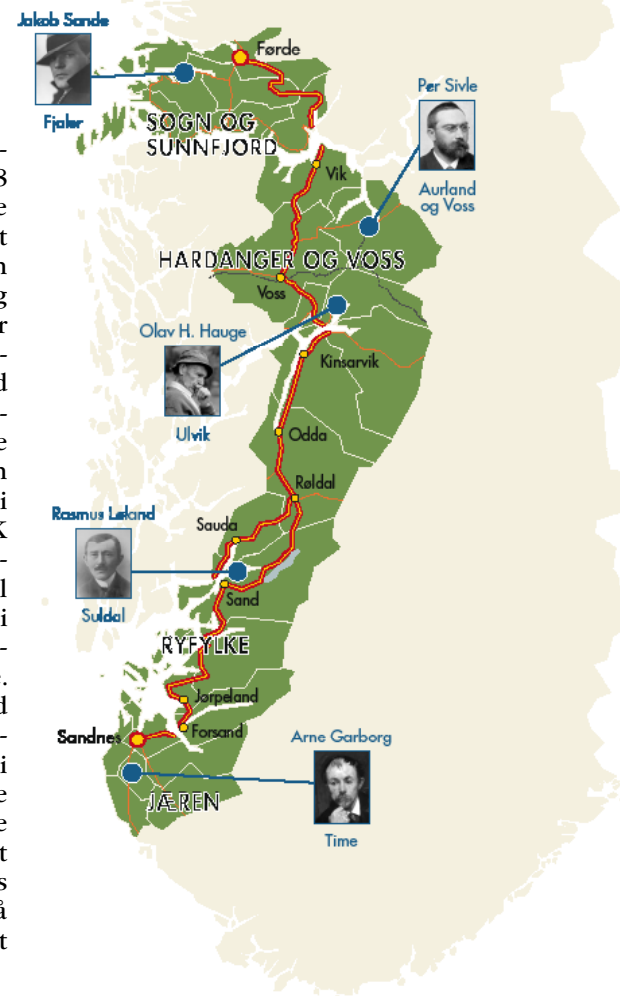 Jakob Sande
Fjaler
Førde
SOGN OG
SUNNFJORD
Per Sivle
Aurland
og Voss
Vik
HARDANGER OG VOSS
Voss
Olav H. Hauge
Ulvik
Kinsarvik
Odda
Røldal
Sauda
Rasmus Løland
Suldal
Sand
RYFYLKE
Jørpeland
Forsand
Sandnes
Arne Garborg
Time
JÆREN
-
8
e
t
n
g
r
-
d
-
e
n
i
K
-
l
i
-
.
d
-
i
e
e
t
s
å
t